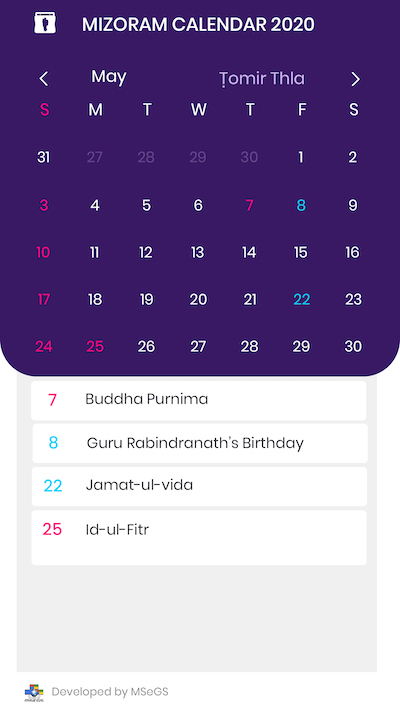 MIZORAM CALENDAR 2020
May Ṭomir Thla
S M T W T F S
31 27 28 29 30 1 2
3 4 5 6 7 8 9
10 11 12 13 14 15 16
17 18 19 20 21 22 23
24 25 26 27 28 29 30
7 Buddha Purnima
8 Guru Rabindranath's Birthday
22 Jamat-ul-vida
25 Id-ul-Fitr
Developed by MSeGS